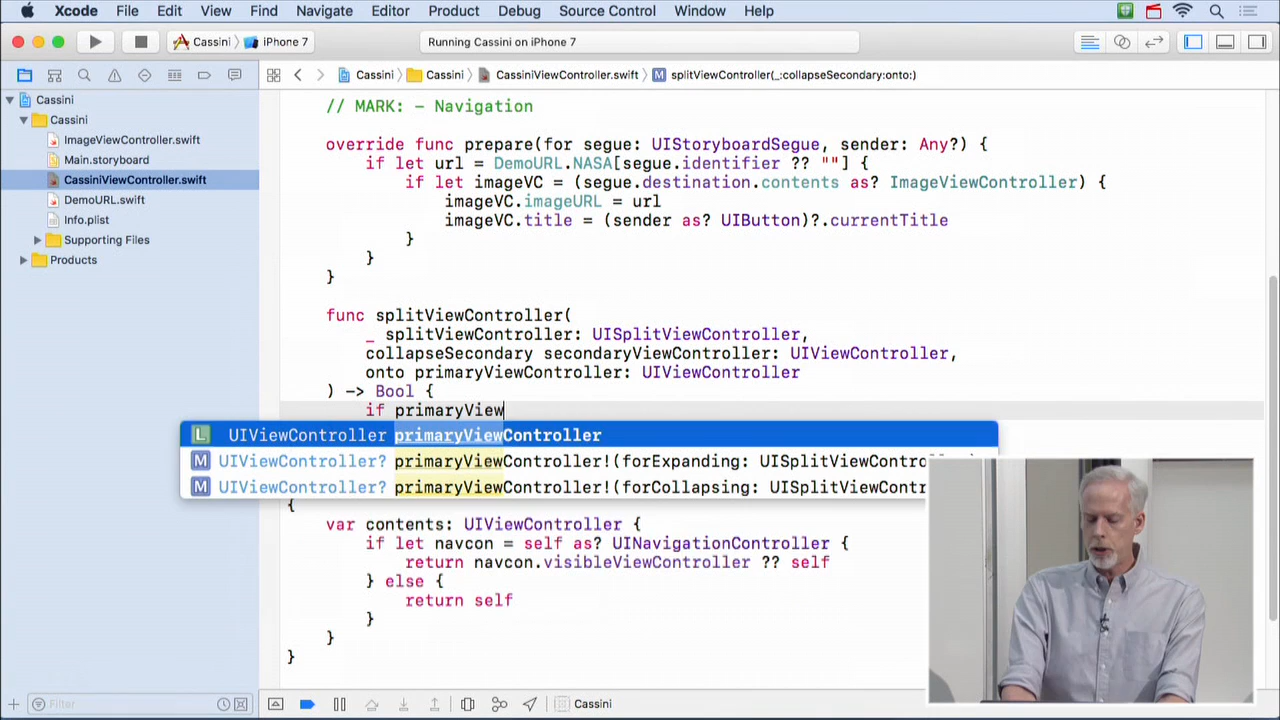 Xcode File Edit View Find Navigate Editor Product Debug Source Control Window Help
Cassini iPhone 7 Running Cassini on iPhone 7
Cassini Cassini CassiniViewController.swift M splitViewController(_:collapseSecondary:onto:)
Cassini
Cassini
ImageViewController.swift
Main.storyboard
CassiniViewController.swift
DemoURL.swift
Info.plist
Supporting Files
Products
// MARK: - Navigation
override func prepare(for segue: UIStoryboardSegue, sender: Any?) {
if let url = DemoURL.NASA[segue.identifier ?? ""] {
if let imageVC = (segue.destination.contents as? ImageViewController) {
imageVC.imageURL = url
imageVC.title = (sender as? UIButton)?.currentTitle
}
}
}
func splitViewController(
_ splitViewController: UISplitViewController,
collapseSecondary secondaryViewController: UIViewController,
onto primaryViewController: UIViewController
) -> Bool {
if primaryView
L UIViewController primaryViewController
M UIViewController? primaryViewController!(forExpanding: UISplitViewContro
M UIViewController? primaryViewController!(forCollapsing: UISplitViewContr
{
var contents: UIViewController {
if let navcon = self as? UINavigationController {
return navcon.visibleViewController ?? self
} else {
return self
}
}
}
Filter
Cassini